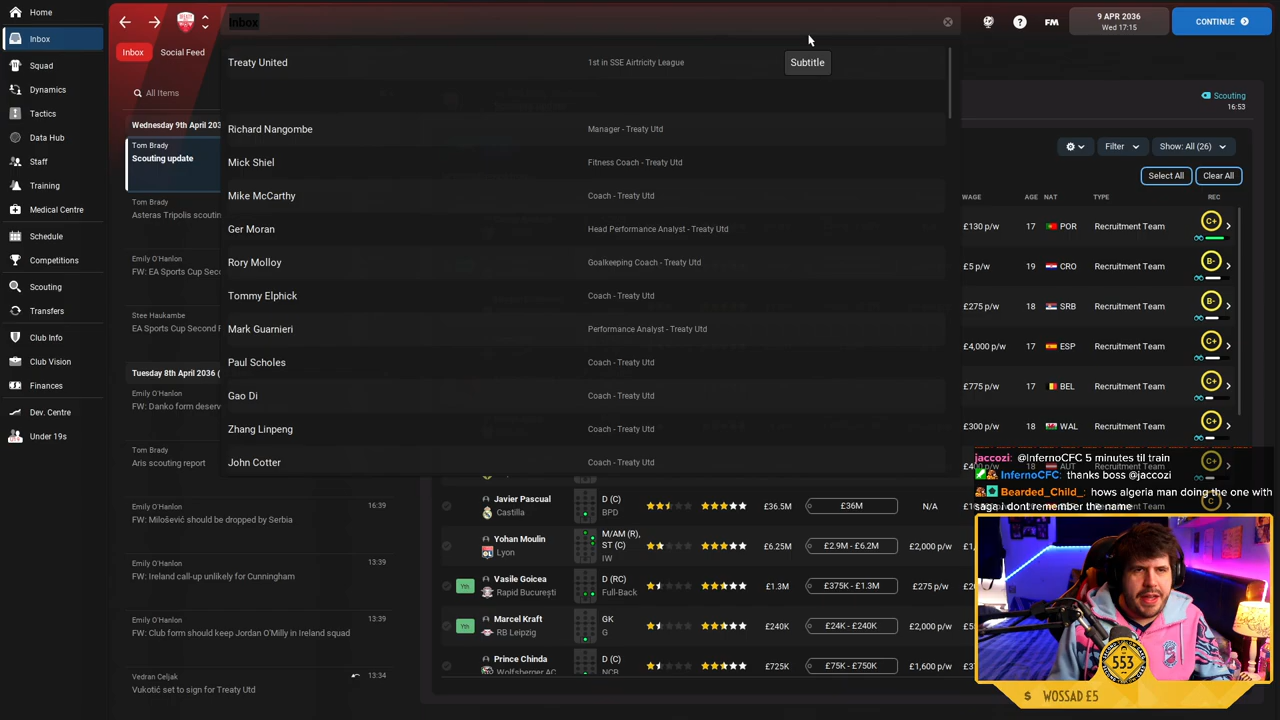 Home
Inbox
Squad
Dynamics
Tactics
Data Hub
Staff
Training
Medical Centre
Schedule
Competitions
Scouting
Transfers
Club Info
Club Vision
Finances
Dev. Centre
Under 19s
Inbox
FM
9 APR 2036
Wed 17:15
CONTINUE
Inbox
Social Feed
All Items
Wednesday 9th April 203
Tom Brady
Scouting update
Tom Brady
Asteras Tripolis scoutin
Emily O'Hanlon
FW: EA Sports Cup Seco
Stee Haukambe
EA Sports Cup Second F
Tuesday 8th April 2036 (
Emily O'Hanlon
FW: Danko form deserv
Tom Brady
Aris scouting report
Emily O'Hanlon
16:39
FW: Milošević should be dropped by Serbia
Emily O'Hanlon
13:39
FW: Ireland call-up unlikely for Cunningham
Emily O'Hanlon
13:39
FW: Club form should keep Jordan O'Milly in Ireland squad
Vedran Celjak
13:34
Vukotić set to sign for Treaty Utd
Treaty United
1st in SSE Airtricity League
Subtitle
Richard Nangombe
Manager - Treaty Utd
Mick Shiel
Fitness Coach - Treaty Utd
Mike McCarthy
Coach - Treaty Utd
Ger Moran
Head Performance Analyst - Treaty Utd
Rory Molloy
Goalkeeping Coach - Treaty Utd
Tommy Elphick
Coach - Treaty Utd
Mark Guarnieri
Performance Analyst - Treaty Utd
Paul Scholes
Coach - Treaty Utd
Gao Di
Coach - Treaty Utd
Zhang Linpeng
Coach - Treaty Utd
John Cotter
Coach - Treaty Utd
Scouting
16:53
Filter
Show: All (26)
Select All
Clear All
WAGE AGE NAT TYPE REC
£130 p/w 17 POR Recruitment Team C+
£5 p/w 19 CRO Recruitment Team B-
£275 p/w 18 SRB Recruitment Team B-
£4,000 p/w 17 ESP Recruitment Team C+
£775 p/w 17 BEL Recruitment Team C+
£300 p/w 18 WAL Recruitment Team C+
jaccozi: @InfernoCFC 5 minutes til train
InfernoCFC: thanks boss @jaccozi
Bearded_Child_: hows algeria man doing the one with
saga i dont remember the name
Javier Pascual
Castilla
D (C)
BPD
£36.5M
£36M
N/A
Yohan Moulin
Lyon
M/AM (R),
ST (C)
IW
£6.25M
£2.9M - £6.2M
£2,000 p/w
Yth
Vasile Goicea
Rapid București
D (RC)
Full-Back
£1.3M
£375K - £1.3M
£275 p/w
Yth
Marcel Kraft
RB Leipzig
GK
G
£240K
£24K - £240K
£2,000 p/w
Prince Chinda
Wolfsberger AC
D (C)
NCB
£725K
£75K - £750K
£1,600 p/w
553
$ WOSSAD £5